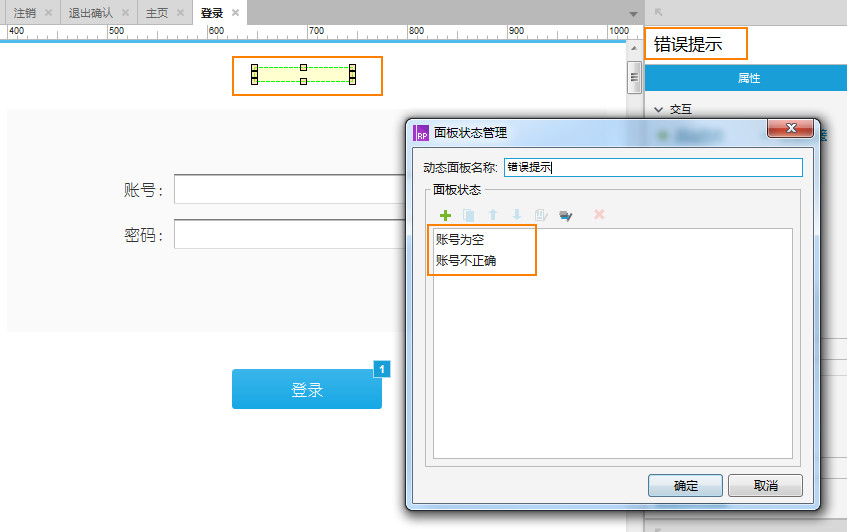 注销 退出确认 主页 登录
400 500 600 700 800 900 1000
错误提示
属性
交互
RP 面板状态管理
动态面板名称: 错误提示
面板状态
账号为空
账号不正确
账号：
密码：
1
登录
确定 取消